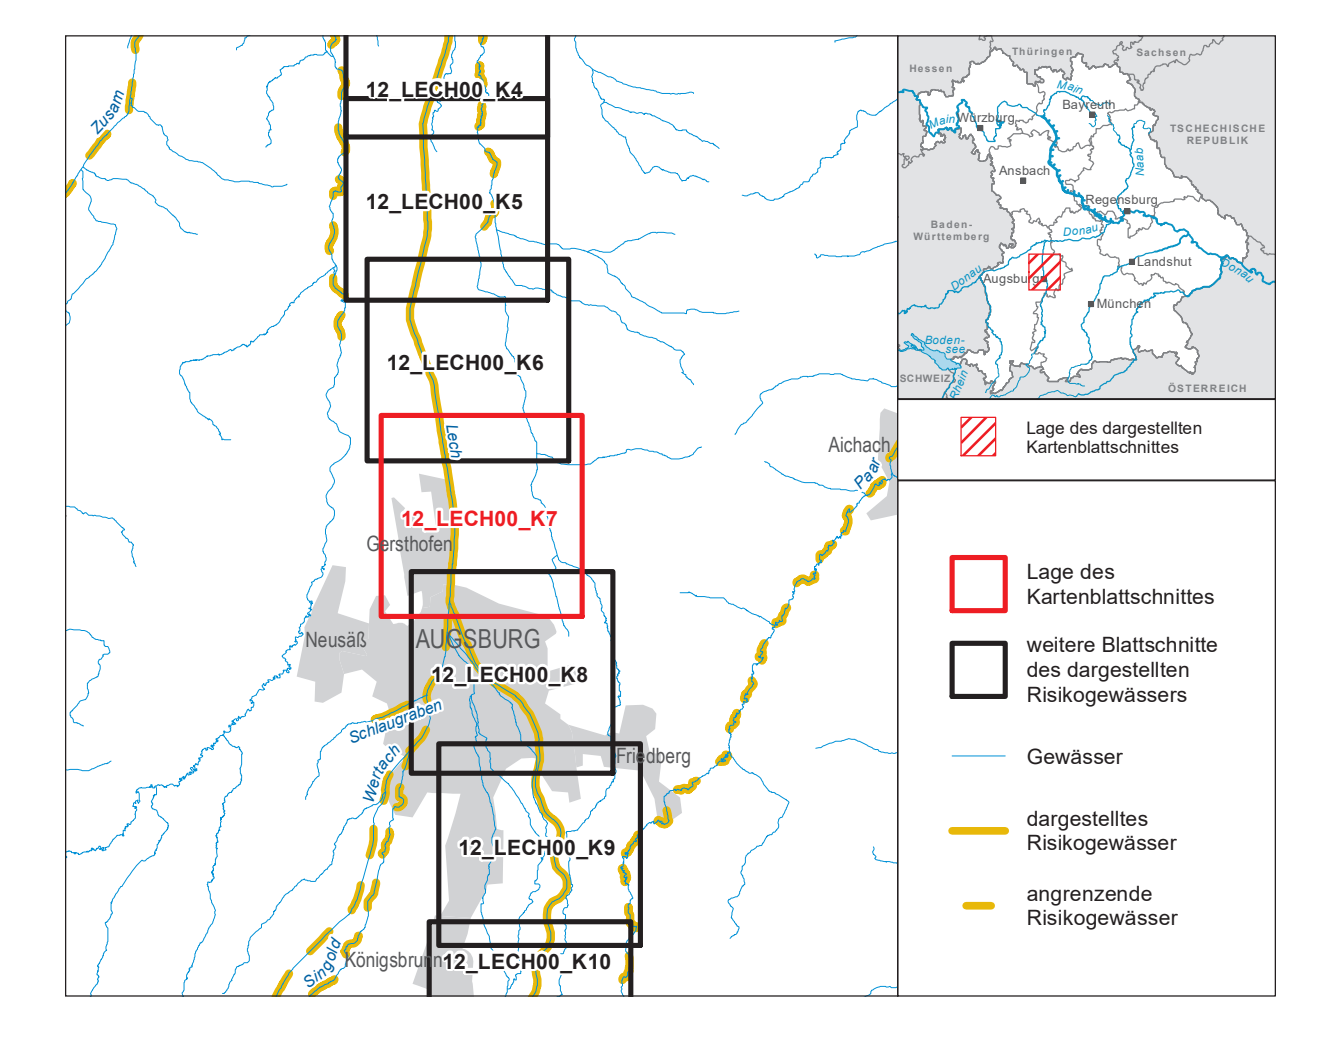 Zusam
12_LECH00_K4
12_LECH00_K5
12_LECH00_K6
Lech
Aichach
Paar
12_LECH00_K7
Gersthofen
Neusäß
AUGSBURG
12_LECH00_K8
Schlaugraben
Wertach
Friedberg
12_LECH00_K9
Singold
Königsbrunn
12_LECH00_K10
Thüringen
Sachsen
Hessen
Main
Bayreuth
Main
Würzburg
TSCHECHISCHE
REPUBLIK
Naab
Ansbach
Regensburg
Baden-
Württemberg
Donau
Landshut
Donau
Donau
Augsburg
München
Boden-
see
SCHWEIZ
Rhein
ÖSTERREICH
Lage des dargestellten
Kartenblattschnittes
Lage des
Kartenblattschnittes
weitere Blattschnitte
des dargestellten
Risikogewässers
Gewässer
dargestelltes
Risikogewässer
angrenzende
Risikogewässer